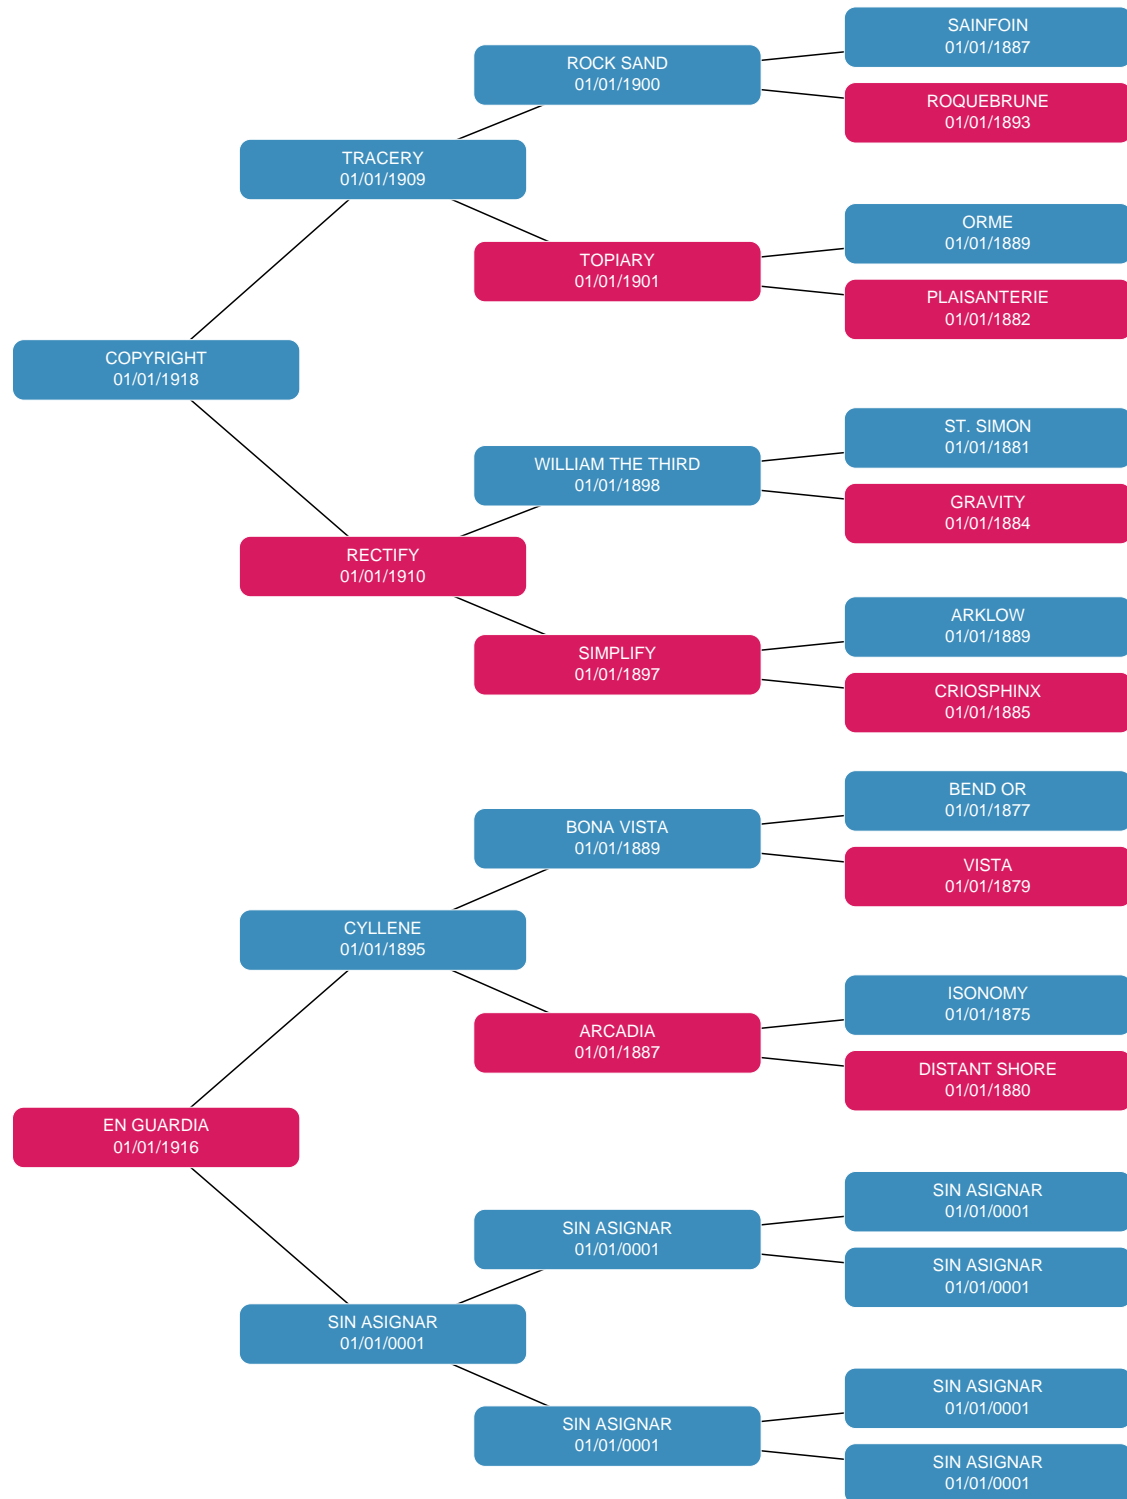 SAINFOIN
01/01/1887
ROCK SAND
01/01/1900
ROQUEBRUNE
01/01/1893
TRACERY
01/01/1909
ORME
01/01/1889
TOPIARY
01/01/1901
PLAISANTERIE
01/01/1882
COPYRIGHT
01/01/1918
ST. SIMON
01/01/1881
WILLIAM THE THIRD
01/01/1898
GRAVITY
01/01/1884
RECTIFY
01/01/1910
ARKLOW
01/01/1889
SIMPLIFY
01/01/1897
CRIOSPHINX
01/01/1885
BEND OR
01/01/1877
BONA VISTA
01/01/1889
VISTA
01/01/1879
CYLLENE
01/01/1895
ISONOMY
01/01/1875
ARCADIA
01/01/1887
DISTANT SHORE
01/01/1880
EN GUARDIA
01/01/1916
SIN ASIGNAR
01/01/0001
SIN ASIGNAR
01/01/0001
SIN ASIGNAR
01/01/0001
SIN ASIGNAR
01/01/0001
SIN ASIGNAR
01/01/0001
SIN ASIGNAR
01/01/0001
SIN ASIGNAR
01/01/0001